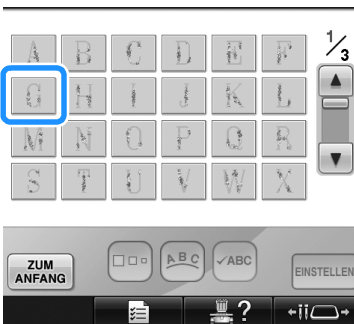 A B C D E F
1/3
G H I J K L
M N O P Q R
S T U V W X
ZUM ANFANG
ABC
✓ABC
EINSTELLEN
?